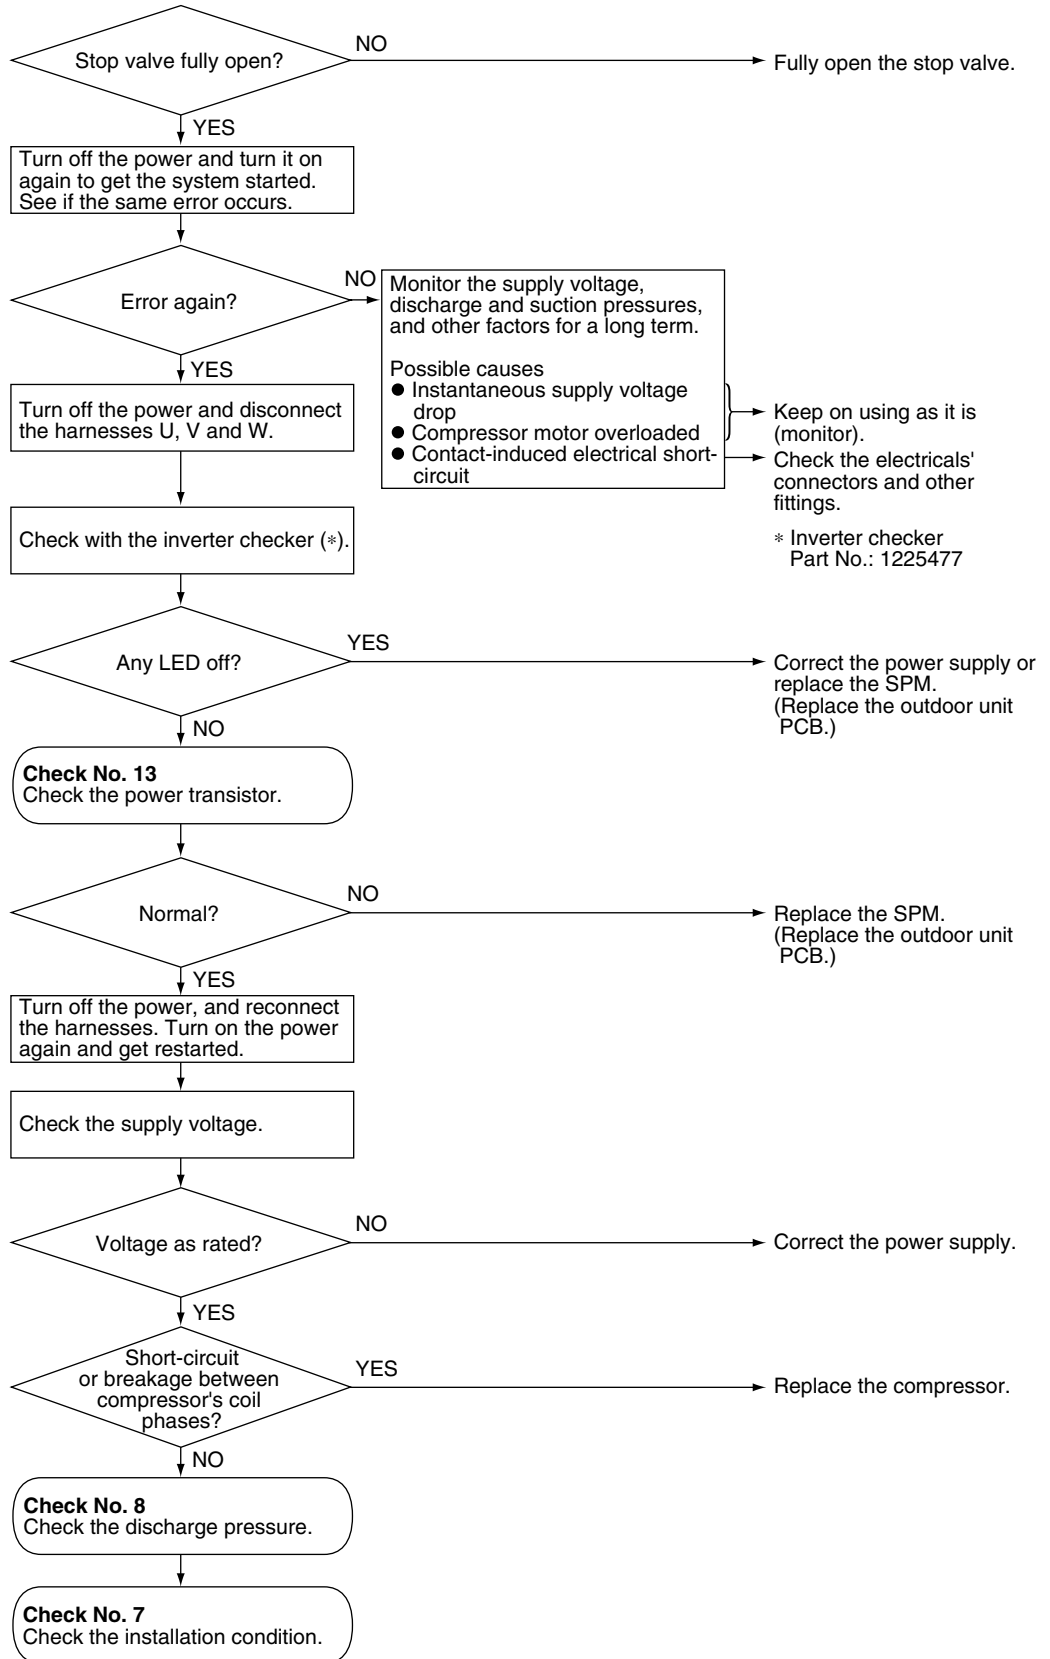 Stop valve fully open?
NO
Fully open the stop valve.
YES
Turn off the power and turn it on
again to get the system started.
See if the same error occurs.
Error again?
NO
Monitor the supply voltage,
discharge and suction pressures,
and other factors for a long term.
Possible causes
● Instantaneous supply voltage
drop
● Compressor motor overloaded
● Contact-induced electrical short-
circuit
Keep on using as it is
(monitor).
Check the electricals'
connectors and other
fittings.
* Inverter checker
Part No.: 1225477
YES
Turn off the power and disconnect
the harnesses U, V and W.
Check with the inverter checker (*).
Any LED off?
YES
Correct the power supply or
replace the SPM.
(Replace the outdoor unit
PCB.)
NO
Check No. 13
Check the power transistor.
Normal?
NO
Replace the SPM.
(Replace the outdoor unit
PCB.)
YES
Turn off the power, and reconnect
the harnesses. Turn on the power
again and get restarted.
Check the supply voltage.
Voltage as rated?
NO
Correct the power supply.
YES
Short-circuit
or breakage between
compressor's coil
phases?
YES
Replace the compressor.
NO
Check No. 8
Check the discharge pressure.
Check No. 7
Check the installation condition.